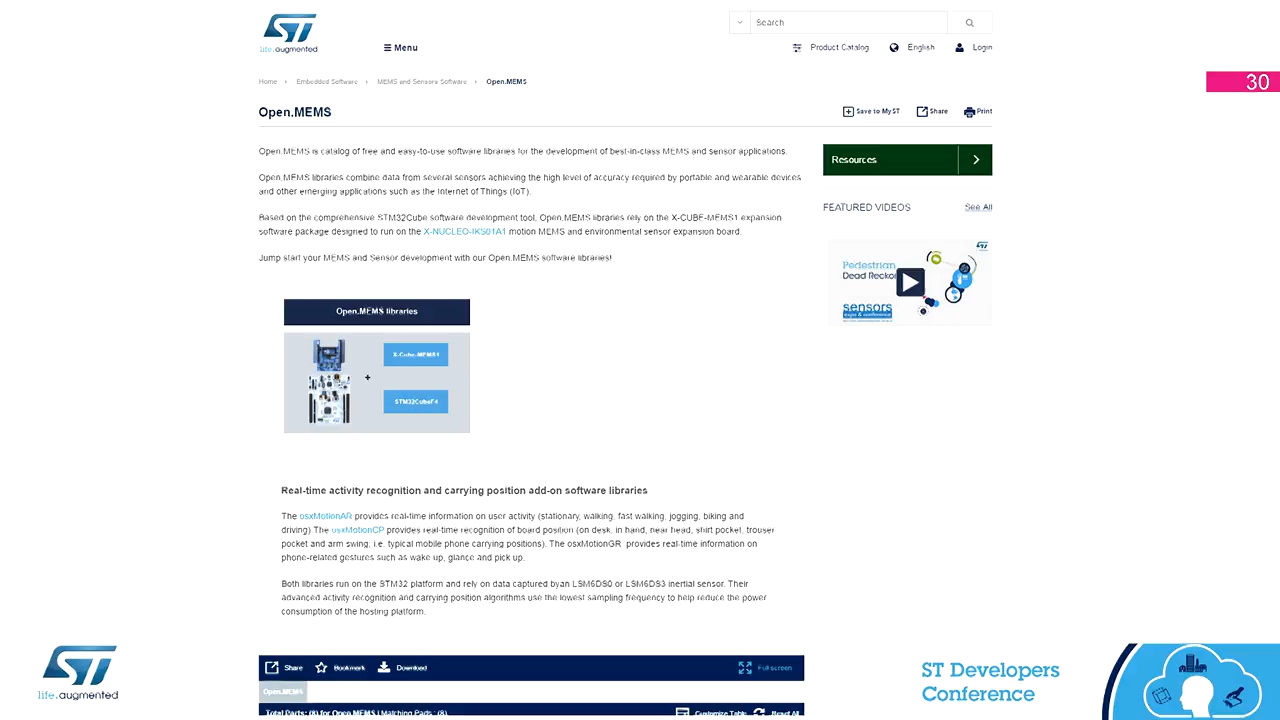 ST
life.augmented
Menu
Search
Product Catalog
English
Login
Home › Embedded Software › MEMS and Sensors Software › Open.MEMS
30
Open.MEMS
Save to MyST
Share
Print
Open.MEMS is catalog of free and easy-to-use software libraries for the development of best-in-class MEMS and sensor applications.
Open.MEMS libraries combine data from several sensors achieving the high level of accuracy required by portable and wearable devices
and other emerging applications such as the Internet of Things (IoT).
Based on the comprehensive STM32Cube software development tool, Open.MEMS libraries rely on the X-CUBE-MEMS1 expansion
software package designed to run on the X-NUCLEO-IKS01A1 motion MEMS and environmental sensor expansion board.
Jump start your MEMS and Sensor development with our Open.MEMS software libraries!
Resources
FEATURED VIDEOS
See All
ST
Pedestrian
Dead Recko
sensors
expo & conference
Open.MEMS libraries
X-Cube-MEMS1
+
STM32CubeF4
Real-time activity recognition and carrying position add-on software libraries
The osxMotionAR provides real-time information on user activity (stationary, walking, fast walking, jogging, biking and
driving) The osxMotionCP provides real-time recognition of board position (on desk, in hand, near head, shirt pocket, trouser
pocket and arm swing, i.e. typical mobile phone carrying positions). The osxMotionGR provides real-time information on
phone-related gestures such as wake up, glance and pick up.
Both libraries run on the STM32 platform and rely on data captured byan LSM6DS0 or LSM6DS3 inertial sensor. Their
advanced activity recognition and carrying position algorithms use the lowest sampling frequency to help reduce the power
consumption of the hosting platform.
Share
Bookmark
Download
Full screen
Open.MEMS
Total Parts: (8) for Open.MEMS | Matching Parts : (8)
Customize Table
Reset All
ST
life.augmented
ST Developers
Conference